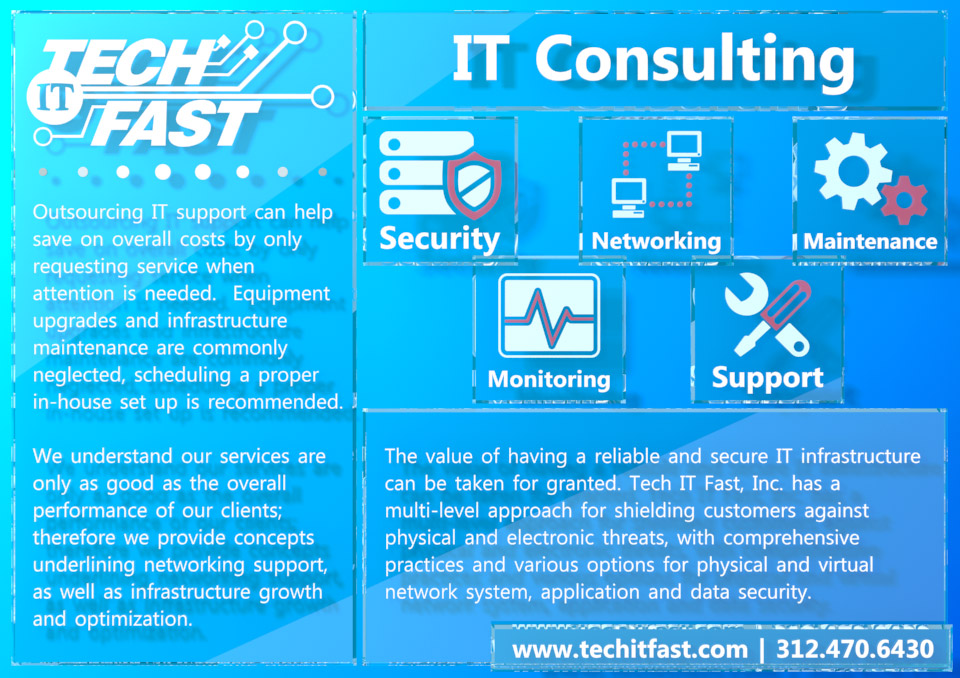 TECH
IT
FAST
Outsourcing IT support can help
save on overall costs by only
requesting service when
attention is needed.  Equipment
upgrades and infrastructure
maintenance are commonly
neglected, scheduling a proper
in-house set up is recommended.
We understand our services are
only as good as the overall
performance of our clients;
therefore we provide concepts
underlining networking support,
as well as infrastructure growth
and optimization.
IT Consulting
Security
Networking
Maintenance
Monitoring
Support
The value of having a reliable and secure IT infrastructure
can be taken for granted. Tech IT Fast, Inc. has a
multi-level approach for shielding customers against
physical and electronic threats, with comprehensive
practices and various options for physical and virtual
network system, application and data security.
www.techitfast.com | 312.470.6430